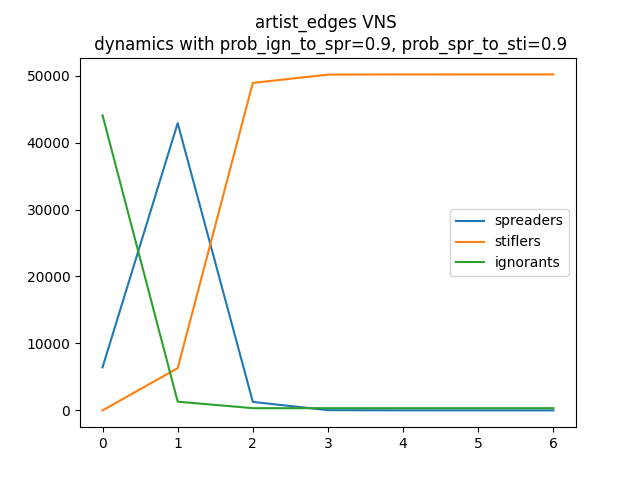 artist_edges VNS
dynamics with prob_ign_to_spr=0.9, prob_spr_to_sti=0.9
50000
40000
30000
20000
10000
0
spreaders
stiflers
ignorants
0 1 2 3 4 5 6